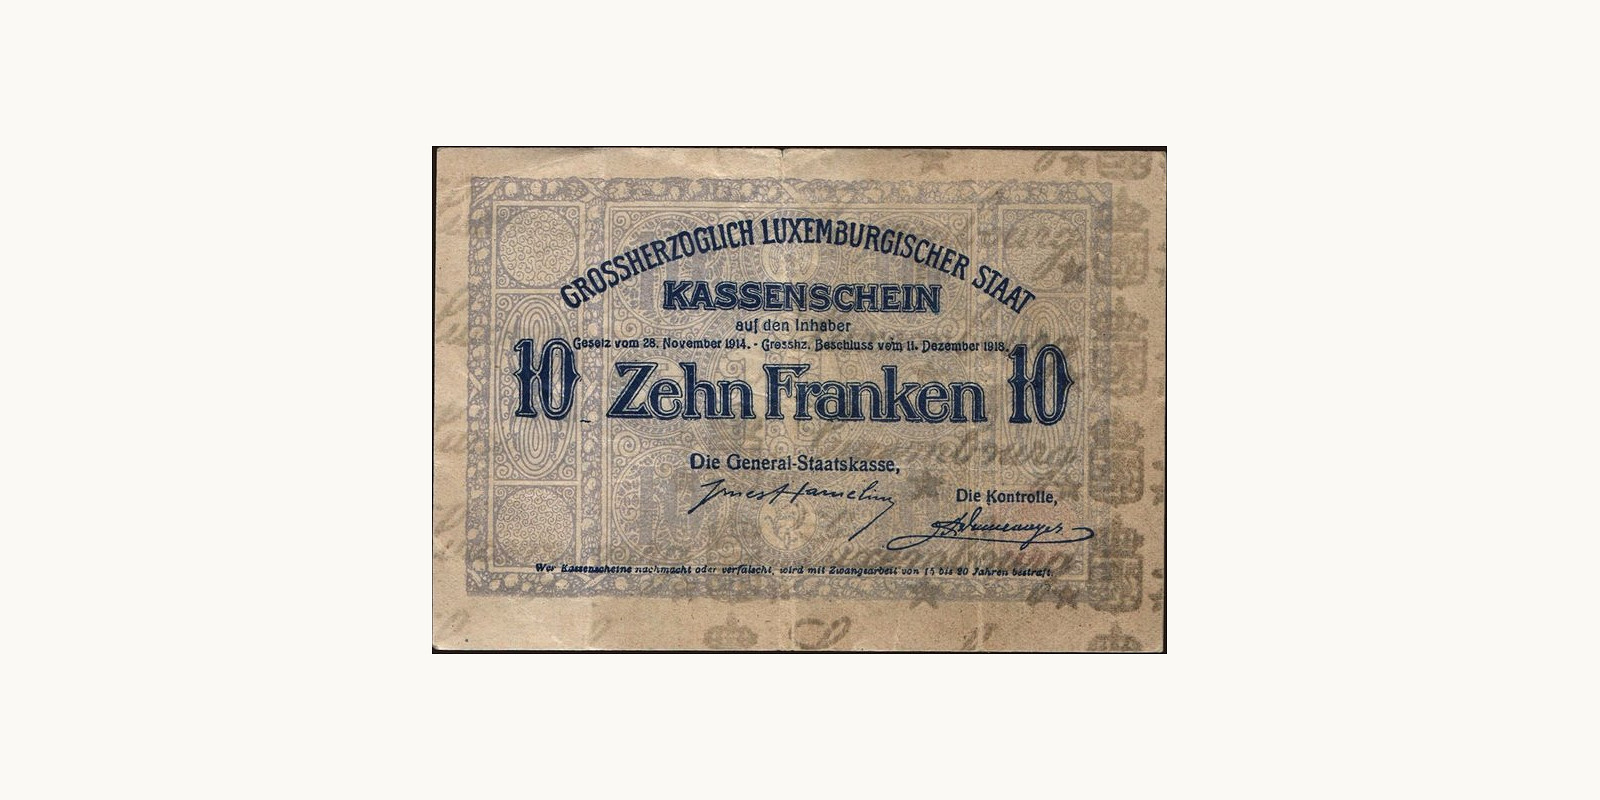 GROSSHERZOGLICH LUXEMBURGISCHER STAAT
KASSENSCHEIN
auf den Inhaber
Gesetz vom 28. November 1914. - Grosshz. Beschluss vom 11. Dezember 1918.
10 Zehn Franken 10
Die General-Staatskasse,
Die Kontrolle,
Wer Kassenscheine nachmacht oder verfälscht, wird mit Zwangsarbeit von 15 bis 20 Jahren bestraft.